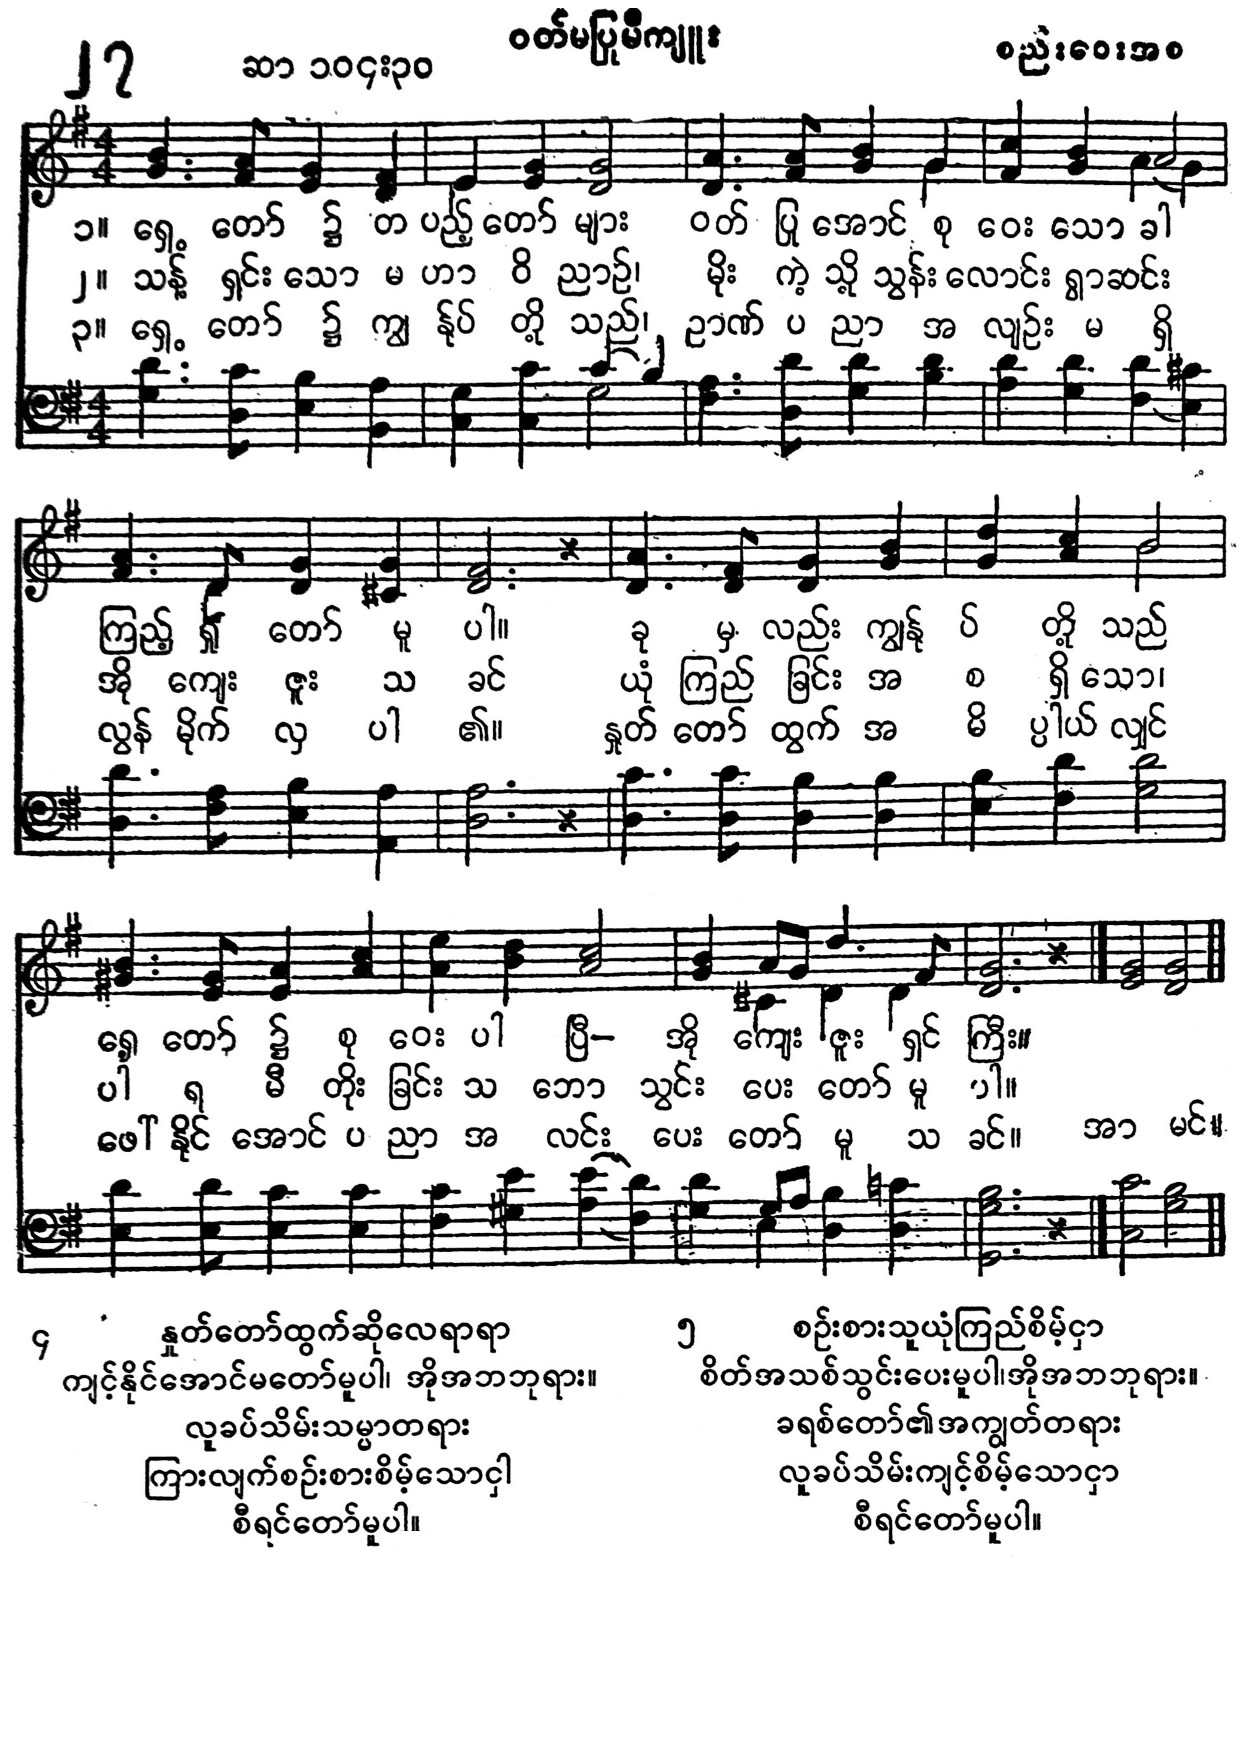 ၂၇
ဆာ ၁၀၄း၃၀
ဝတ်မပြုမီကျူး
စည်းဝေးအစ
၁။ ရှေ့ တော် ၌ တ ပည့် တော် များ ဝတ် ပြု အောင် စု ဝေး သော ခါ
၂။ သန့် ရှင်း သော မ ဟာ ဝိ ညာဉ်၊ မိုး ကဲ့ သို့ သွန်း လောင်း ရွာဆင်း
၃။ ရှေ့ တော် ၌ ကျွ န်ုပ် တို့ သည်၊ ဉာဏ် ပ ညာ အ လျဉ်း မ ရှိ
ကြည့် ရှု တော် မူ ပါ။ ခု မှ လည်း ကျွန်ု ပ် တို့ သည်
အို ကျေး ဇူး သ ခင် ယုံ ကြည် ခြင်း အ စ ရှိ သော၊
လွန် မိုက် လှ ပါ ၏။ နှုတ် တော် ထွက် အ မိ ပ္ပါယ် လျှင်
ရှေ့ တော် ၌ စု ဝေး ပါ ပြီ– အို ကျေး ဇူး ရှင် ကြီး။
ပါ ရ မီ တိုး ခြင်း သ ဘော သွင်း ပေး တော် မူ ပါ။
ဖေါ် နိုင် အောင် ပ ညာ အ လင်း ပေး တော် မူ သ ခင်။ အာ မင်။
၄ နှုတ်တော်ထွက်ဆိုလေရာရာ
ကျင့်နိုင်အောင်မတော်မူပါ၊ အိုအဘဘုရား။
လူခပ်သိမ်းသမ္မာတရား
ကြားလျက်စဉ်းစားစိမ့်သောငှါ
စီရင်တော်မူပါ။
၅ စဉ်းစားသူယုံကြည်စိမ့်ငှာ
စိတ်အသစ်သွင်းပေးမူပါ၊အိုအဘဘုရား။
ခရစ်တော်၏အကျွတ်တရား
လူခပ်သိမ်းကျင့်စိမ့်သောငှာ
စီရင်တော်မူပါ။